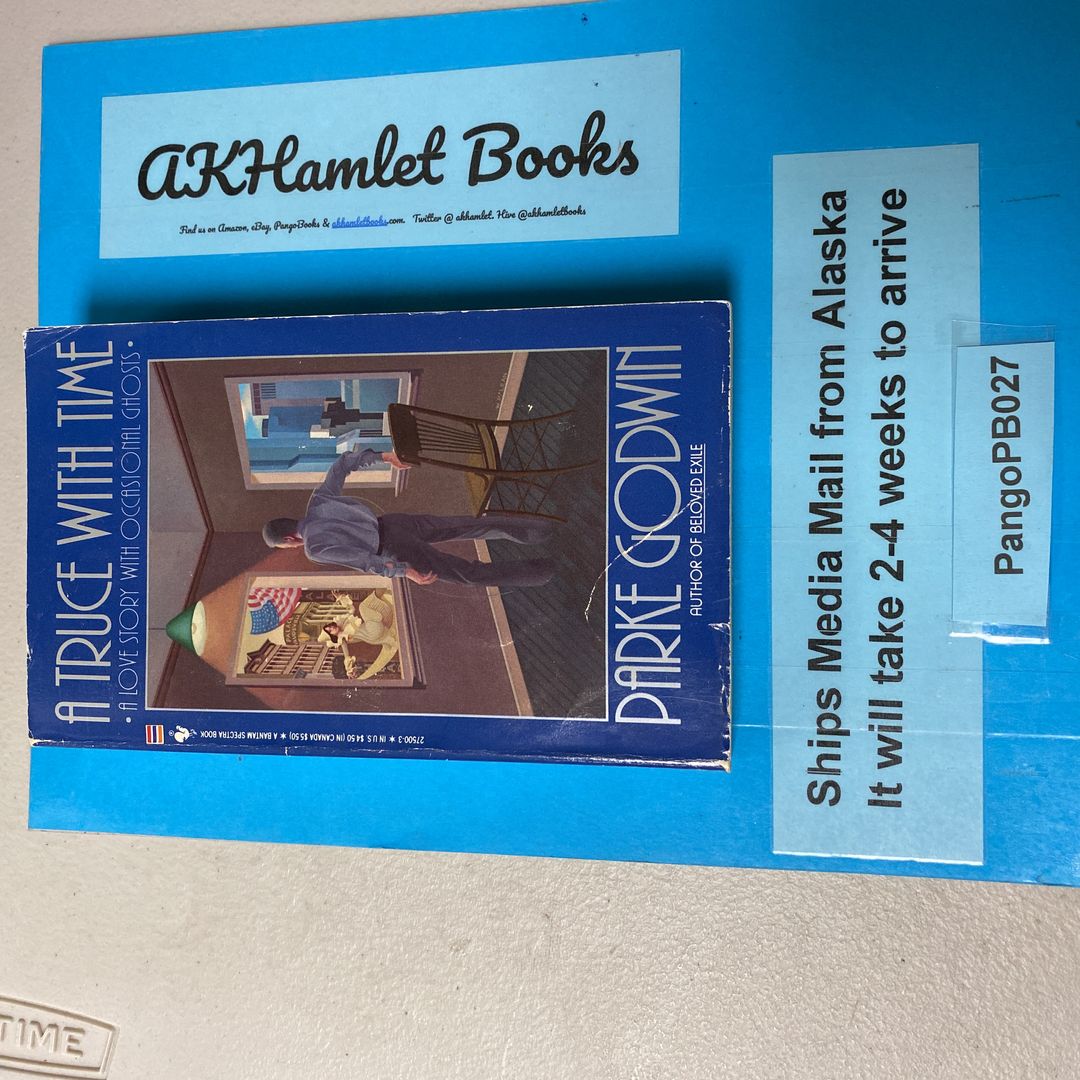 AKHamlet Books
Find us on Amazon, eBay, PangoBooks & akhamletbooks.com. Twitter @ akhamlet. Hive @akhamletbooks
A TRUCE WITH TIME
• A LOVE STORY WITH OCCASIONAL GHOSTS •
27500-3 ★ IN U.S. $4.50 (IN CANADA $5.50) ★ A BANTAM SPECTRA BOOK
PARKE GODWIN
AUTHOR OF BELOVED EXILE
Ships Media Mail from Alaska
It will take 2-4 weeks to arrive
PangoPB027
TIME